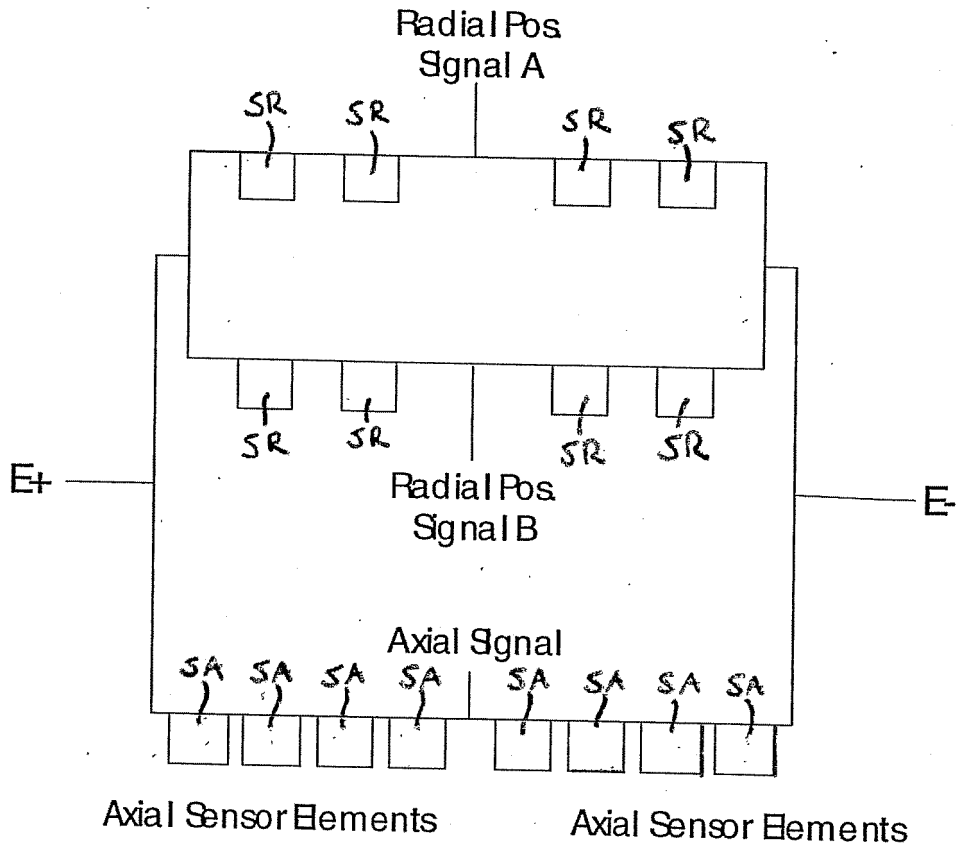 Radial Pos.
Signal A
SR SR SR SR
SR SR SR SR
E+
Radial Pos.
Signal B
E-
Axial Signal
SA SA SA SA SA SA SA SA
Axial Sensor Elements Axial Sensor Elements